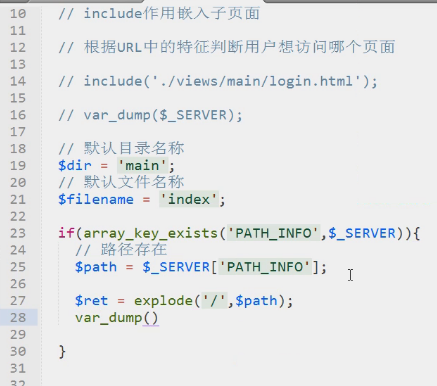 10 // include作用嵌入子页面
11
12 // 根据URL中的特征判断用户想访问哪个页面
13
14 // include('./views/main/login.html');
15
16 // var_dump($_SERVER);
17
18 // 默认目录名称
19 $dir = 'main';
20 // 默认文件名称
21 $filename = 'index';
22
23 if(array_key_exists('PATH_INFO',$_SERVER)){
24 // 路径存在
25 $path = $_SERVER['PATH_INFO'];
26
27 $ret = explode('/',$path);
28 var_dump()
29
30 }
31